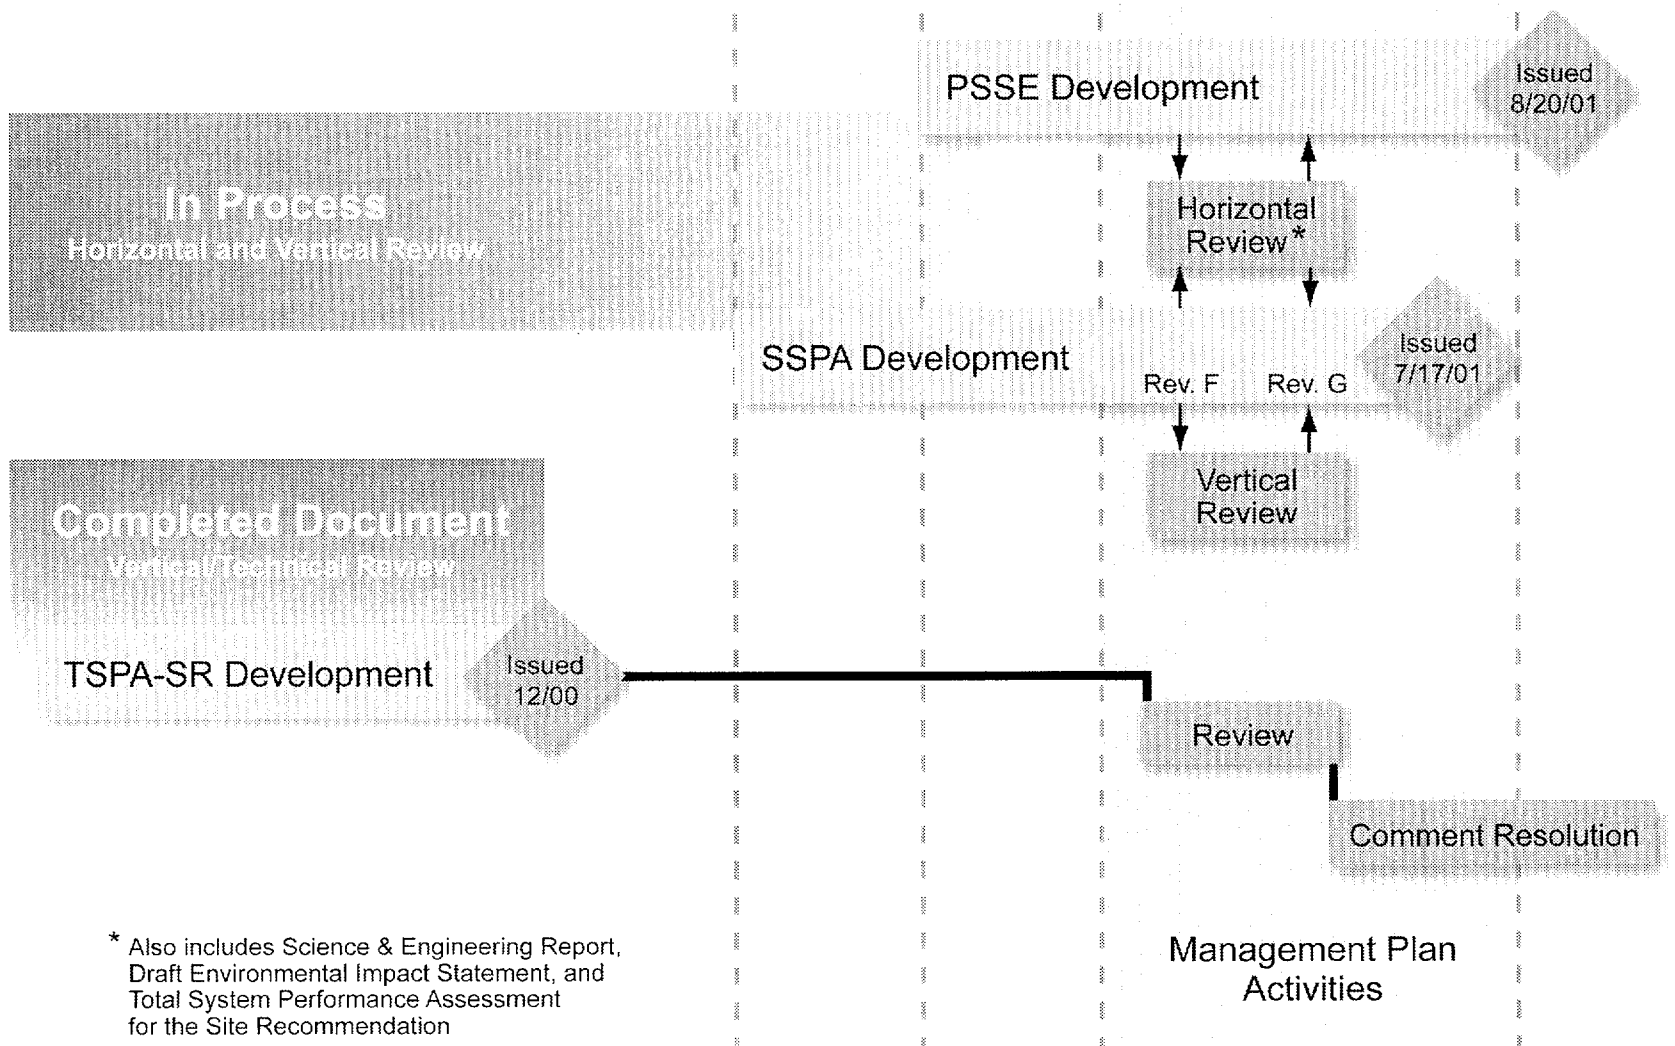 PSSE Development
Issued
8/20/01
In Process
Horizontal and Vertical Review
Horizontal
Review*
SSPA Development
Rev. F
Rev. G
Issued
7/17/01
Vertical
Review
Completed Document
Vertical/Technical Review
TSPA-SR Development
Issued
12/00
Review
Comment Resolution
* Also includes Science & Engineering Report,
Draft Environmental Impact Statement, and
Total System Performance Assessment
for the Site Recommendation
Management Plan
Activities